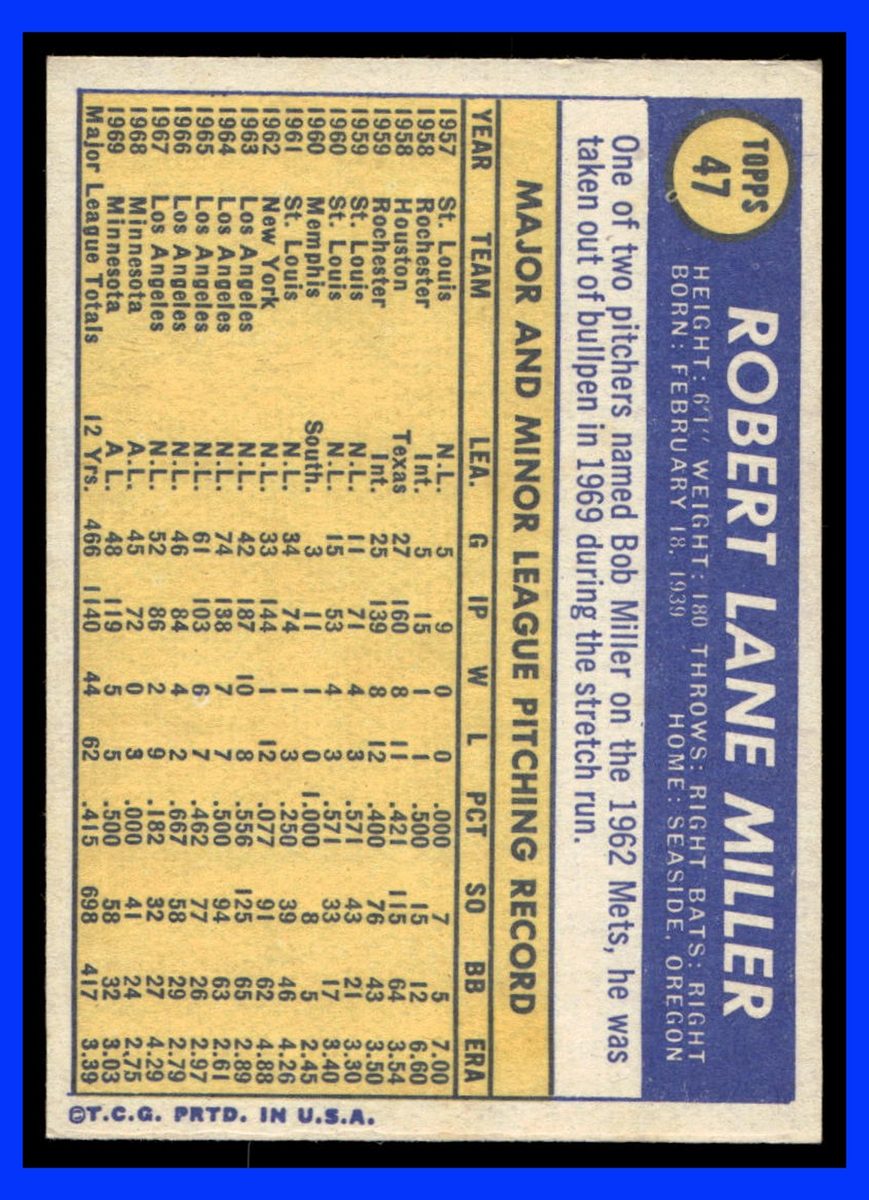 TOPPS
47
ROBERT LANE MILLER
HEIGHT: 6'1" WEIGHT: 180 THROWS: RIGHT BATS: RIGHT
BORN: FEBRUARY 18, 1939 HOME: SEASIDE, OREGON
One of two pitchers named Bob Miller on the 1962 Mets, he was
taken out of bullpen in 1969 during the stretch run.
MAJOR AND MINOR LEAGUE PITCHING RECORD
YEAR TEAM LEA. G IP W L PCT SO BB ERA
1957 St. Louis N.L. 5 9 0 0 .000 7 5 7.00
1958 Rochester Int. 5 15 1 1 .500 15 12 6.60
1958 Houston Texas 27 160 8 11 .421 115 64 3.54
1959 Rochester Int. 25 139 8 12 .400 76 43 3.50
1959 St. Louis N.L. 11 71 4 3 .571 43 21 3.30
1960 St. Louis N.L. 15 53 4 3 .571 33 17 3.40
1960 Memphis South. 3 11 1 0 1.000 8 5 2.45
1961 St. Louis N.L. 34 74 1 3 .250 39 46 4.26
1962 New York N.L. 33 144 1 12 .077 91 62 4.88
1963 Los Angeles N.L. 42 187 10 8 .556 125 65 2.89
1964 Los Angeles N.L. 74 138 7 7 .500 94 63 2.61
1965 Los Angeles N.L. 61 103 6 7 .462 77 26 2.97
1966 Los Angeles N.L. 46 84 4 2 .667 58 29 2.79
1967 Los Angeles N.L. 52 86 2 9 .182 32 27 4.29
1968 Minnesota A.L. 45 72 0 3 .000 41 24 2.75
1969 Minnesota A.L. 48 119 5 5 .500 58 32 3.03
Major League Totals 12 Yrs. 466 1140 44 62 .415 698 417 3.39
©T.C.G. PRTD. IN U.S.A.